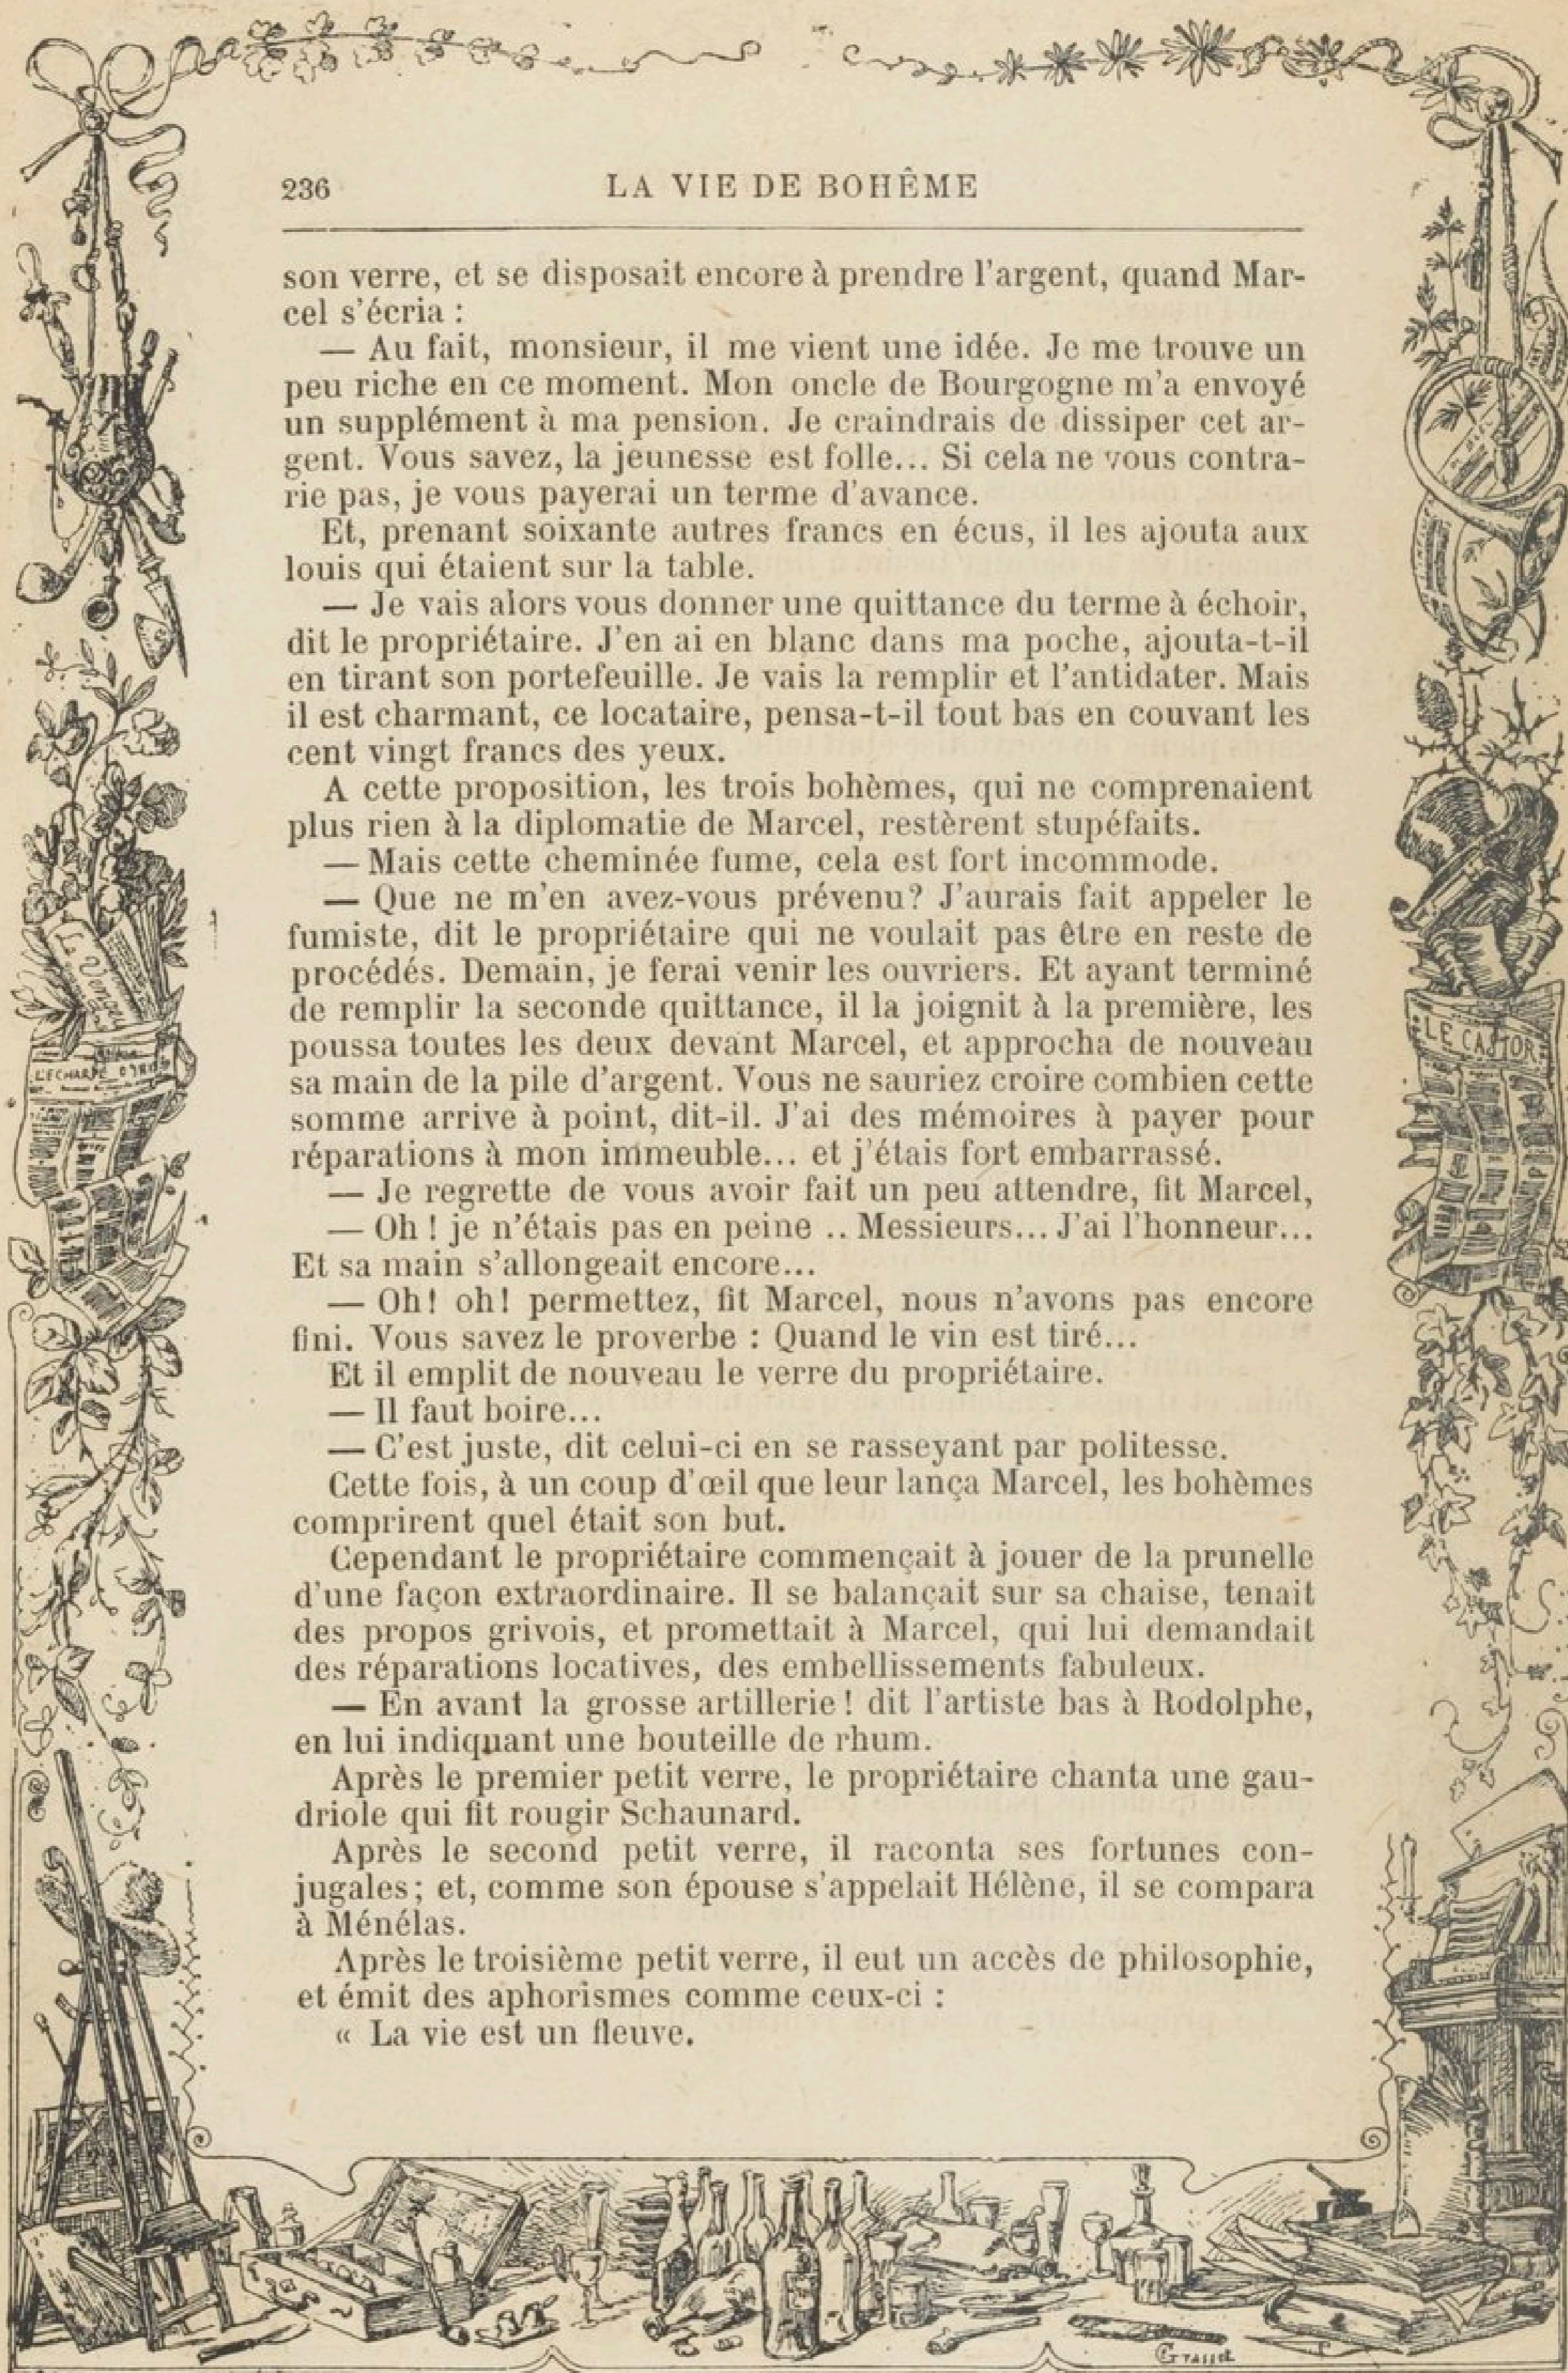 236
LA VIE DE BOHÊME
son verre, et se disposait encore à prendre l'argent, quand Mar-
cel s'écria :
— Au fait, monsieur, il me vient une idée. Je me trouve un
peu riche en ce moment. Mon oncle de Bourgogne m'a envoyé
un supplément à ma pension. Je craindrais de dissiper cet ar-
gent. Vous savez, la jeunesse est folle... Si cela ne vous contra-
rie pas, je vous payerai un terme d'avance.
Et, prenant soixante autres francs en écus, il les ajouta aux
louis qui étaient sur la table.
— Je vais alors vous donner une quittance du terme à échoir,
dit le propriétaire. J'en ai en blanc dans ma poche, ajouta-t-il
en tirant son portefeuille. Je vais la remplir et l'antidater. Mais
il est charmant, ce locataire, pensa-t-il tout bas en couvant les
cent vingt francs des yeux.
A cette proposition, les trois bohèmes, qui ne comprenaient
plus rien à la diplomatie de Marcel, restèrent stupéfaits.
— Mais cette cheminée fume, cela est fort incommode.
— Que ne m'en avez-vous prévenu? J'aurais fait appeler le
fumiste, dit le propriétaire qui ne voulait pas être en reste de
procédés. Demain, je ferai venir les ouvriers. Et ayant terminé
de remplir la seconde quittance, il la joignit à la première, les
poussa toutes les deux devant Marcel, et approcha de nouveau
sa main de la pile d'argent. Vous ne sauriez croire combien cette
somme arrive à point, dit-il. J'ai des mémoires à payer pour
réparations à mon immeuble... et j'étais fort embarrassé.
— Je regrette de vous avoir fait un peu attendre, fit Marcel,
— Oh ! je n'étais pas en peine .. Messieurs... J'ai l'honneur...
Et sa main s'allongeait encore...
— Oh! oh! permettez, fit Marcel, nous n'avons pas encore
fini. Vous savez le proverbe : Quand le vin est tiré...
Et il emplit de nouveau le verre du propriétaire.
— Il faut boire...
— C'est juste, dit celui-ci en se rasseyant par politesse.
Cette fois, à un coup d'œil que leur lança Marcel, les bohèmes
comprirent quel était son but.
Cependant le propriétaire commençait à jouer de la prunelle
d'une façon extraordinaire. Il se balançait sur sa chaise, tenait
des propos grivois, et promettait à Marcel, qui lui demandait
des réparations locatives, des embellissements fabuleux.
— En avant la grosse artillerie ! dit l'artiste bas à Rodolphe,
en lui indiquant une bouteille de rhum.
Après le premier petit verre, le propriétaire chanta une gau-
driole qui fit rougir Schaunard.
Après le second petit verre, il raconta ses fortunes con-
jugales; et, comme son épouse s'appelait Hélène, il se compara
à Ménélas.
Après le troisième petit verre, il eut un accès de philosophie,
et émit des aphorismes comme ceux-ci :
« La vie est un fleuve.
L'ECHARPE
LE CASTOR
Grasset